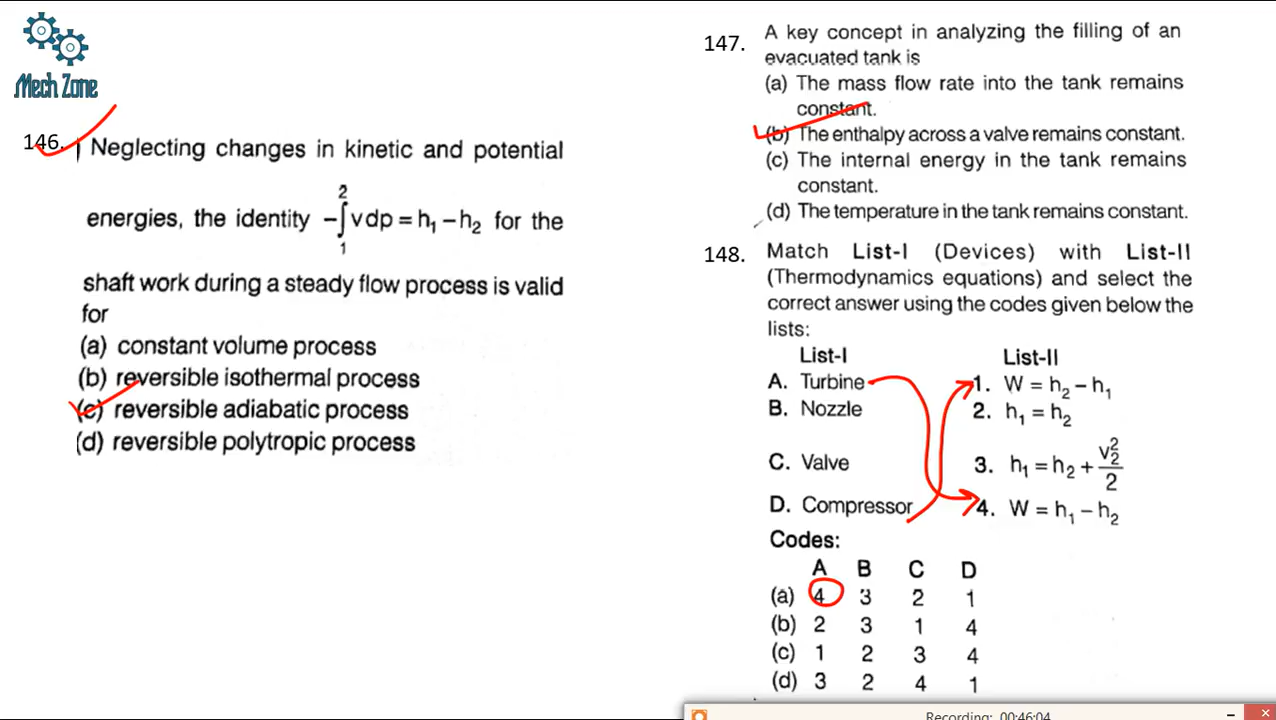 Mech Zone
146. Neglecting changes in kinetic and potential
energies, the identity −∫₁² v dp = h₁ − h₂ for the
shaft work during a steady flow process is valid
for
(a) constant volume process
(b) reversible isothermal process
(c) reversible adiabatic process
(d) reversible polytropic process
147. A key concept in analyzing the filling of an
evacuated tank is
(a) The mass flow rate into the tank remains
constant.
(b) The enthalpy across a valve remains constant.
(c) The internal energy in the tank remains
constant.
(d) The temperature in the tank remains constant.
148. Match List-I (Devices) with List-II
(Thermodynamics equations) and select the
correct answer using the codes given below the
lists:
List-I List-II
A. Turbine 1. W = h₂ − h₁
B. Nozzle 2. h₁ = h₂
C. Valve 3. h₁ = h₂ + v₂²/2
D. Compressor 4. W = h₁ − h₂
Codes:
A B C D
(a) 4 3 2 1
(b) 2 3 1 4
(c) 1 2 3 4
(d) 3 2 4 1
Recording: 00:46:04